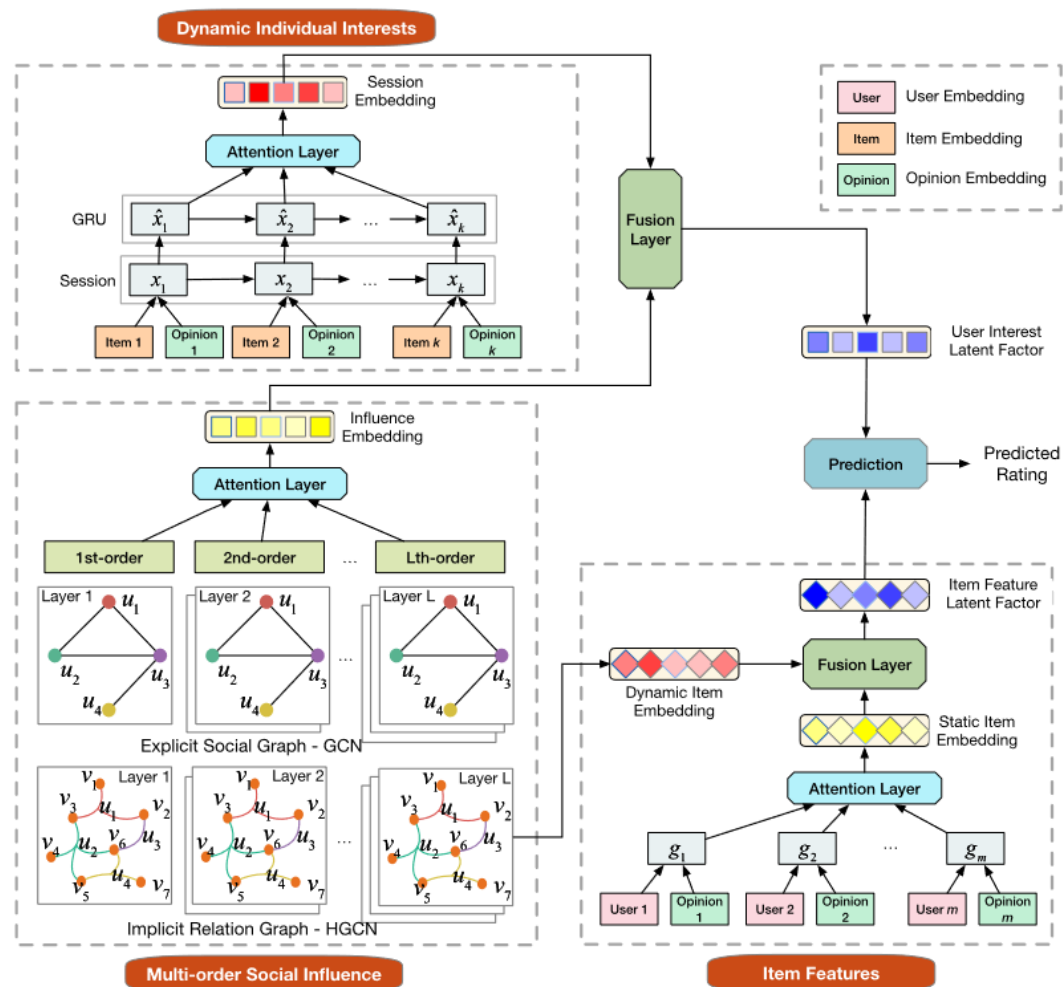 Dynamic Individual Interests
Session
Embedding
Attention Layer
GRU
x̂1 x̂2 ... x̂k
Session
x1 x2 ... xk
Item 1
Opinion
1
Item 2
Opinion
2
Item k
Opinion
k
User
User Embedding
Item
Item Embedding
Opinion
Opinion Embedding
Fusion
Layer
User Interest
Latent Factor
Prediction
Predicted
Rating
Influence
Embedding
Attention Layer
1st-order
2nd-order
...
Lth-order
Layer 1
u1
u2
u3
u4
Layer 2
u1
u2
u3
u4
...
Layer L
u1
u2
u3
u4
Explicit Social Graph - GCN
Layer 1
v1
v3 u1 v2
v4 u2 v6 u3
v5 u4 v7
Layer 2
v1
v3 u1 v2
v4 u2 v6 u3
v5 u4 v7
...
Layer L
v1
v3 u1 v2
v4 u2 v6 u3
v5 u4 v7
Implicit Relation Graph - HGCN
Multi-order Social Influence
Item Feature
Latent Factor
Fusion Layer
Dynamic Item
Embedding
Static Item
Embedding
Attention Layer
g1 g2 ... gm
User 1
Opinion
1
User 2
Opinion
2
User m
Opinion
m
Item Features